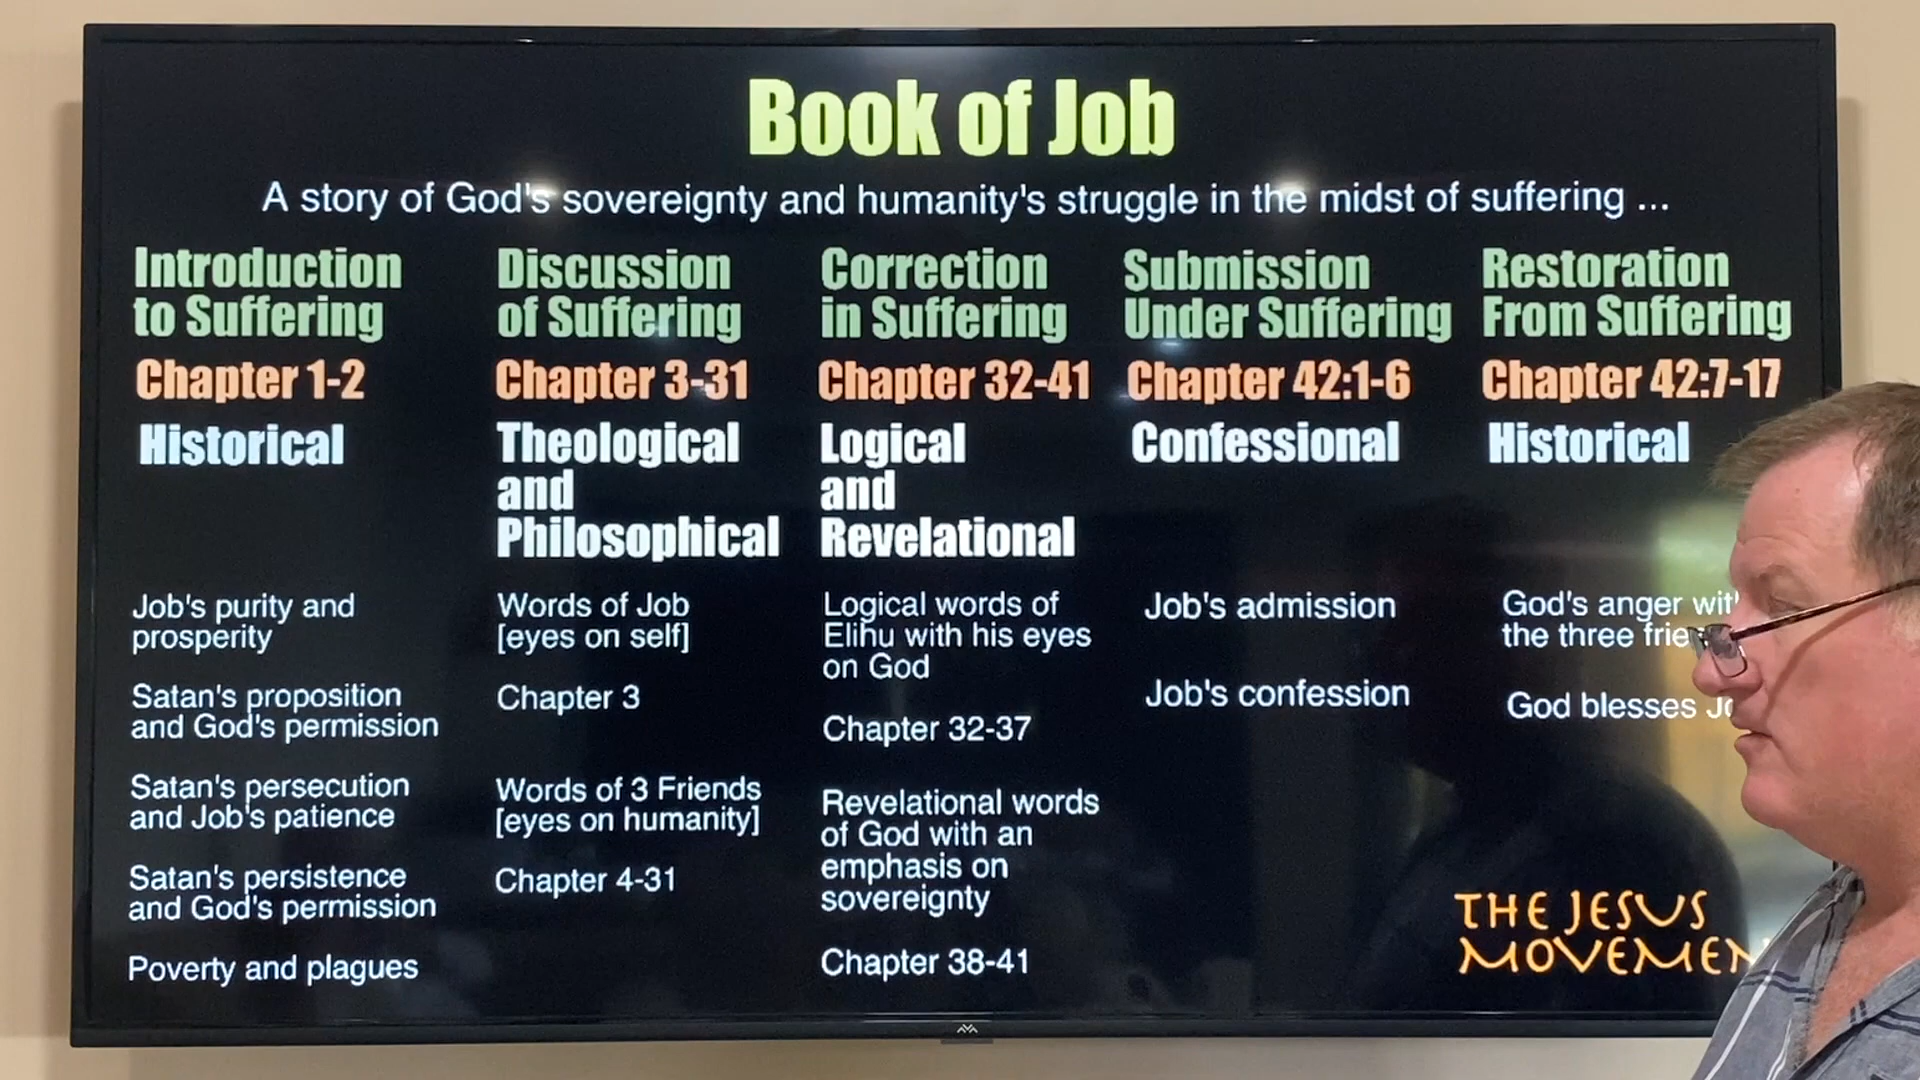 Book of Job
A story of God's sovereignty and humanity's struggle in the midst of suffering ...
Introduction
to Suffering
Chapter 1-2
Historical
Job's purity and
prosperity
Satan's proposition
and God's permission
Satan's persecution
and Job's patience
Satan's persistence
and God's permission
Poverty and plagues
Discussion
of Suffering
Chapter 3-31
Theological
and
Philosophical
Words of Job
[eyes on self]
Chapter 3
Words of 3 Friends
[eyes on humanity]
Chapter 4-31
Correction
in Suffering
Chapter 32-41
Logical
and
Revelational
Logical words of
Elihu with his eyes
on God
Chapter 32-37
Revelational words
of God with an
emphasis on
sovereignty
Chapter 38-41
Submission
Under Suffering
Chapter 42:1-6
Confessional
Job's admission
Job's confession
Restoration
From Suffering
Chapter 42:7-17
Historical
God's anger
the three
God blesses
THE JESUS